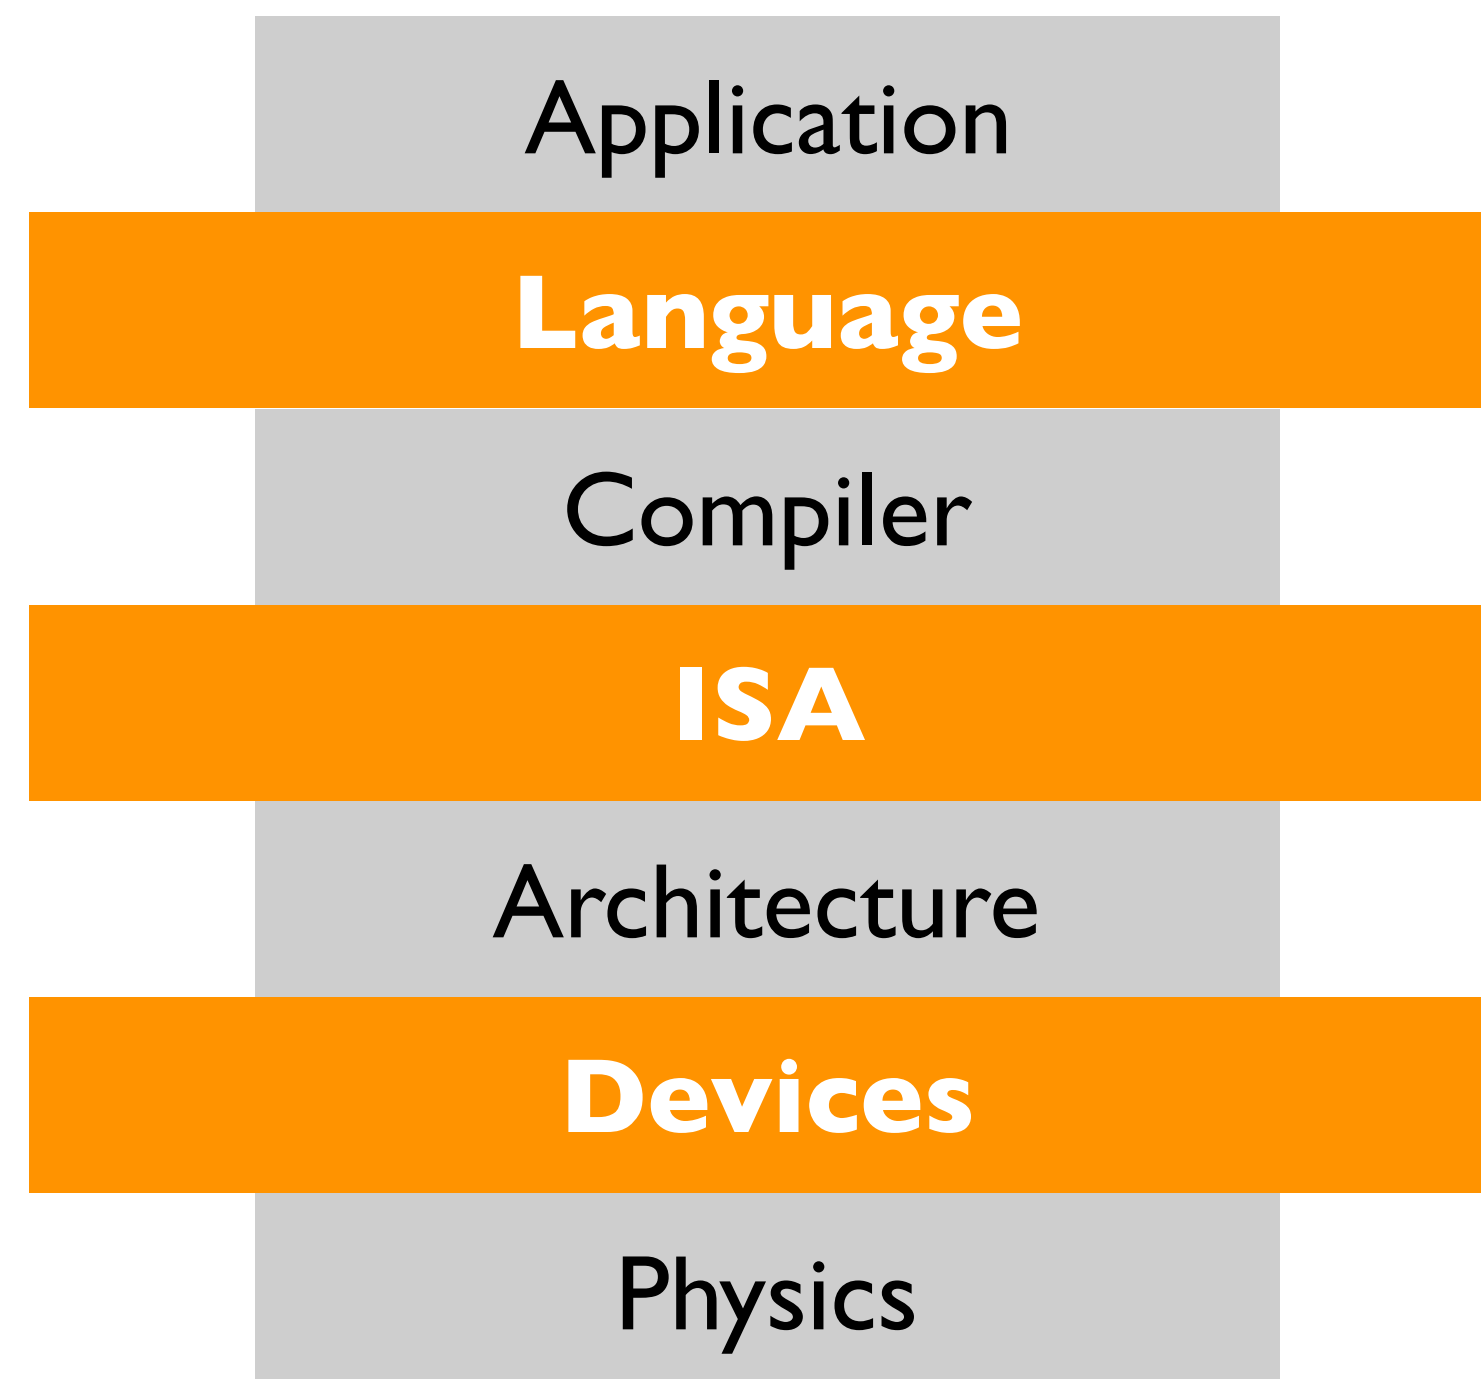 Application
Language
Compiler
ISA
Architecture
Devices
Physics